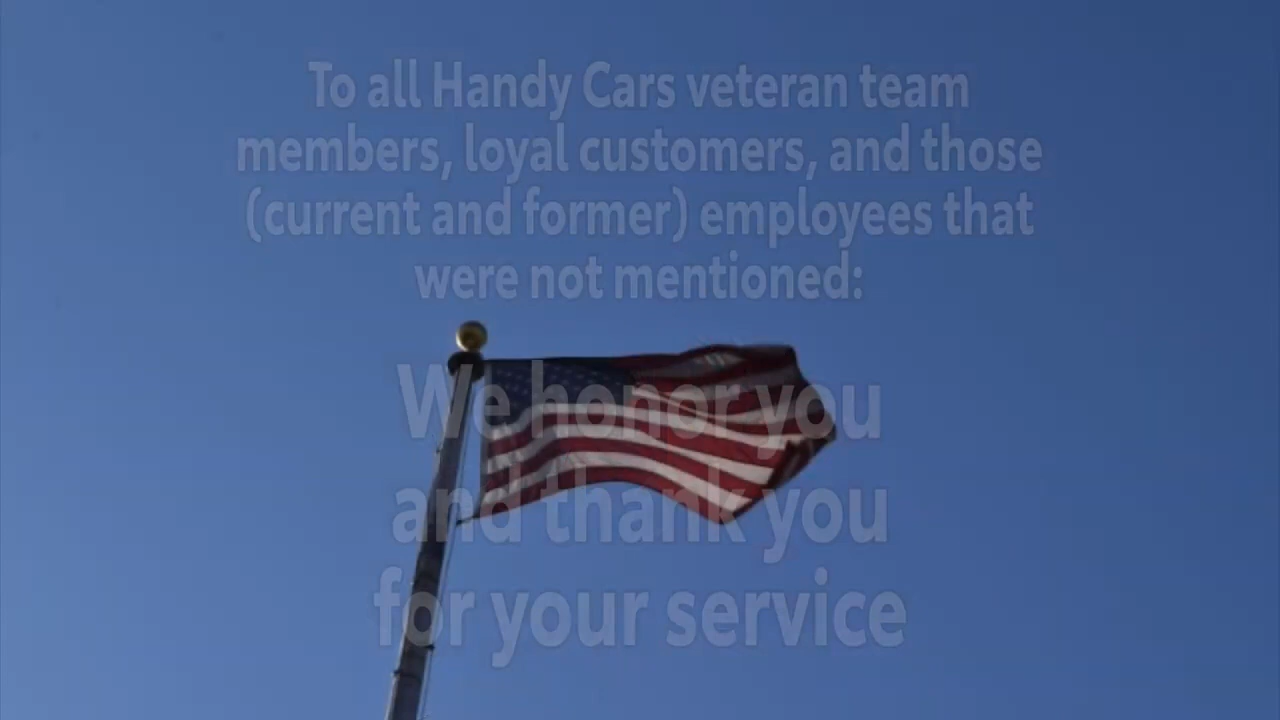 To all Handy Cars veteran team
members, loyal customers, and those
(current and former) employees that
were not mentioned:
We honor you
and thank you
for your service